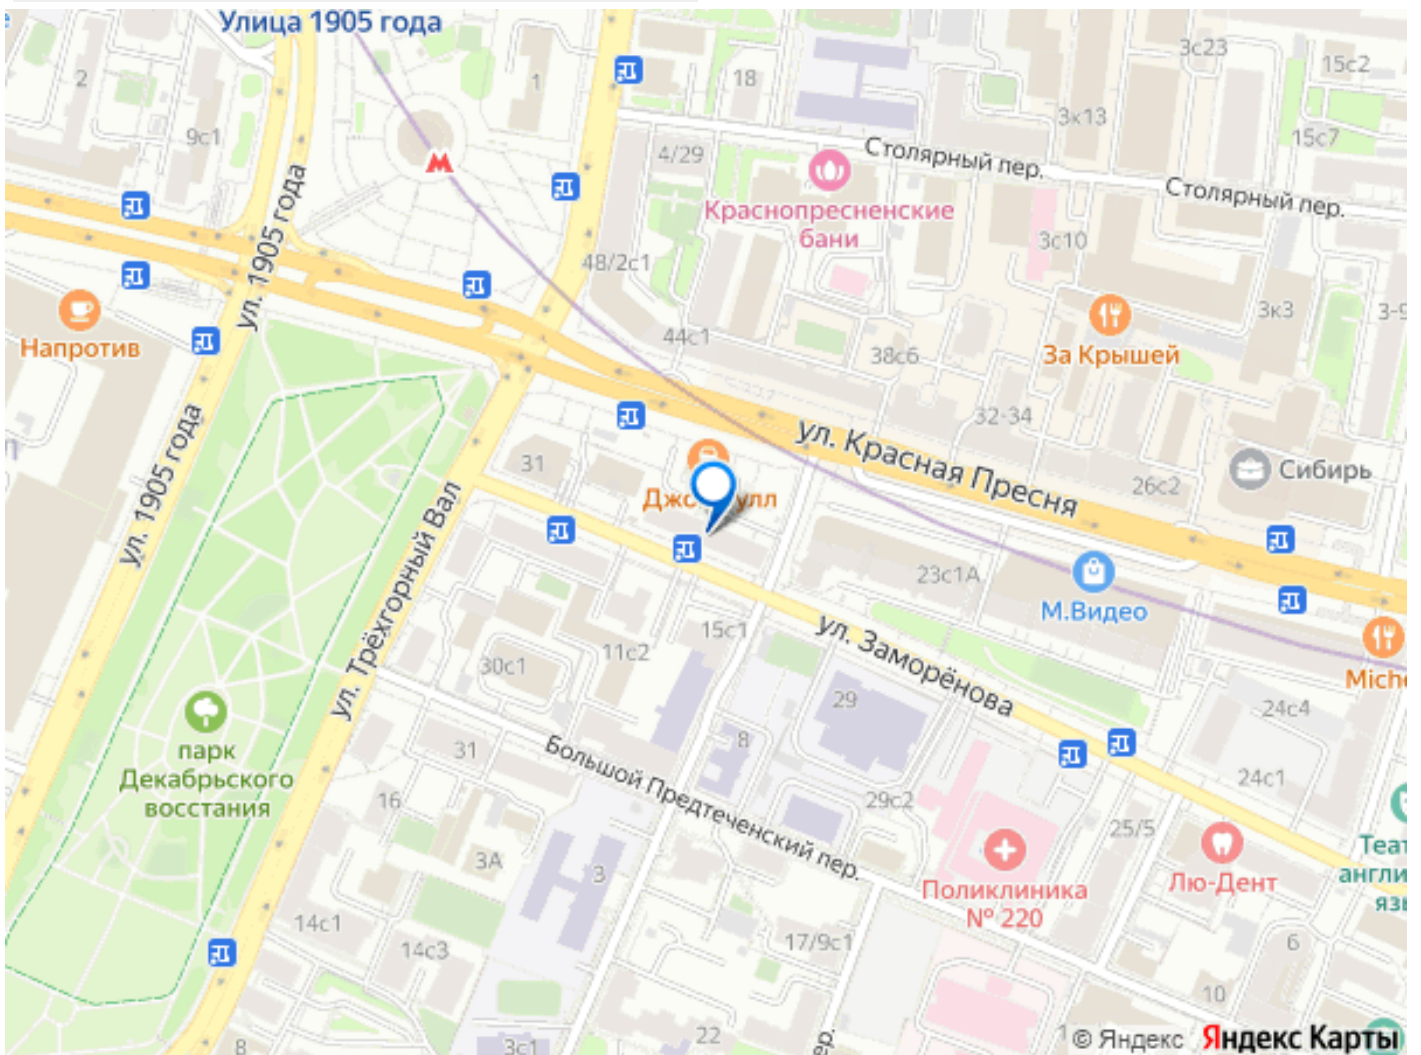 Улица 1905 года
2
1
18
3с23
15с2
9с1
3к13
15с7
4/29
Столярный пер.
Столярный пер.
Краснопресненские
бани
3с10
ул. 1905 года
48/2с1
44с1
38с6
3к3
3-9
Напротив
За Крышей
32-34
ул. Красная Пресня
26с2
Сибирь
31
ул. 1905 года
ул. Трёхгорный Вал
23с1А
М.Видео
15с1
11с2
30с1
ул. Заморёнова
29
24с4
24с1
31
8
Большой Предтеченский пер.
парк
Декабрьского
восстания
16
29с2
25/5
3А
3
Поликлиника
№ 220
Лю-Дент
14с1
14с3
17/9с1
6
10
22
8
3с1
© Яндекс
Яндекс Карты